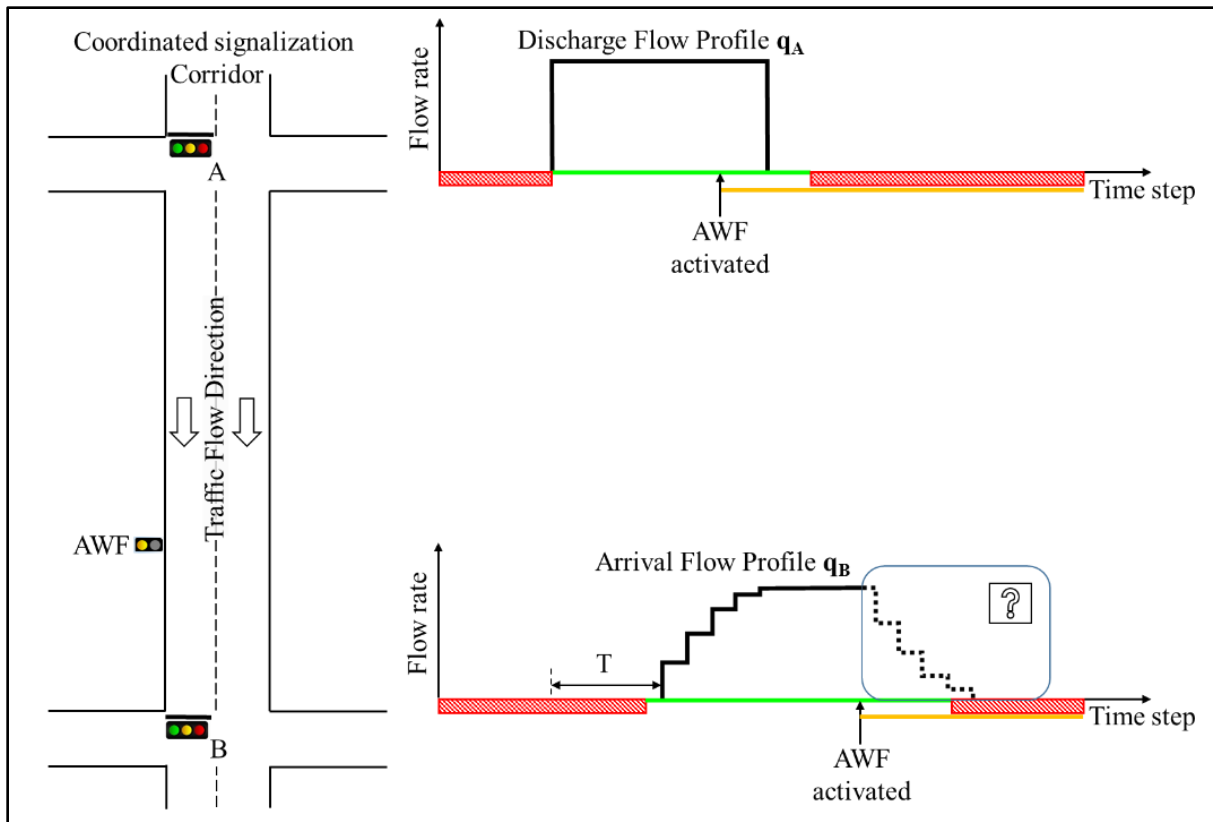 Coordinated signalization
Corridor
A
Traffic Flow Direction
AWF
B
Discharge Flow Profile qA
Flow rate
Time step
AWF
activated
Arrival Flow Profile qB
?
Flow rate
T
Time step
AWF
activated